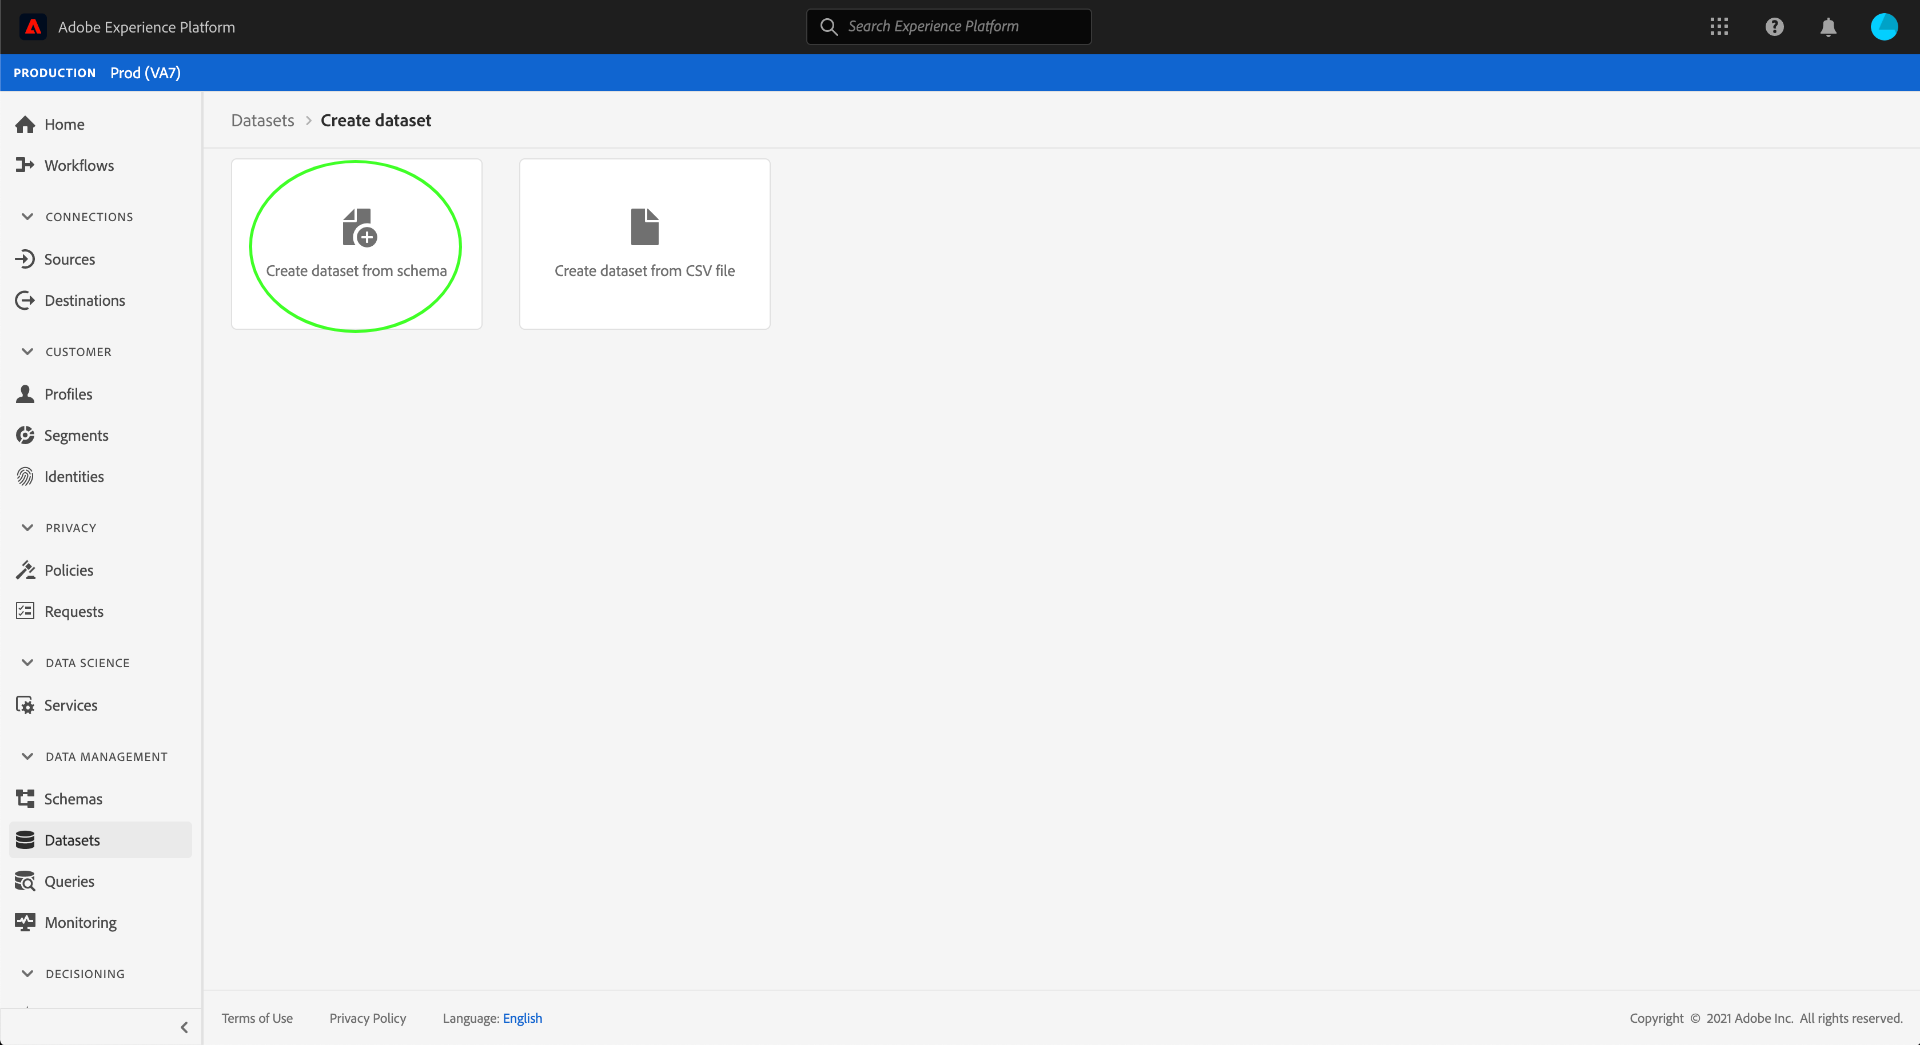 Adobe Experience Platform
Search Experience Platform
PRODUCTION Prod (VA7)
Home
Workflows
CONNECTIONS
Sources
Destinations
CUSTOMER
Profiles
Segments
Identities
PRIVACY
Policies
Requests
DATA SCIENCE
Services
DATA MANAGEMENT
Schemas
Datasets
Queries
Monitoring
DECISIONING
Datasets > Create dataset
Create dataset from schema
Create dataset from CSV file
Terms of Use Privacy Policy Language: English
Copyright © 2021 Adobe Inc. All rights reserved.